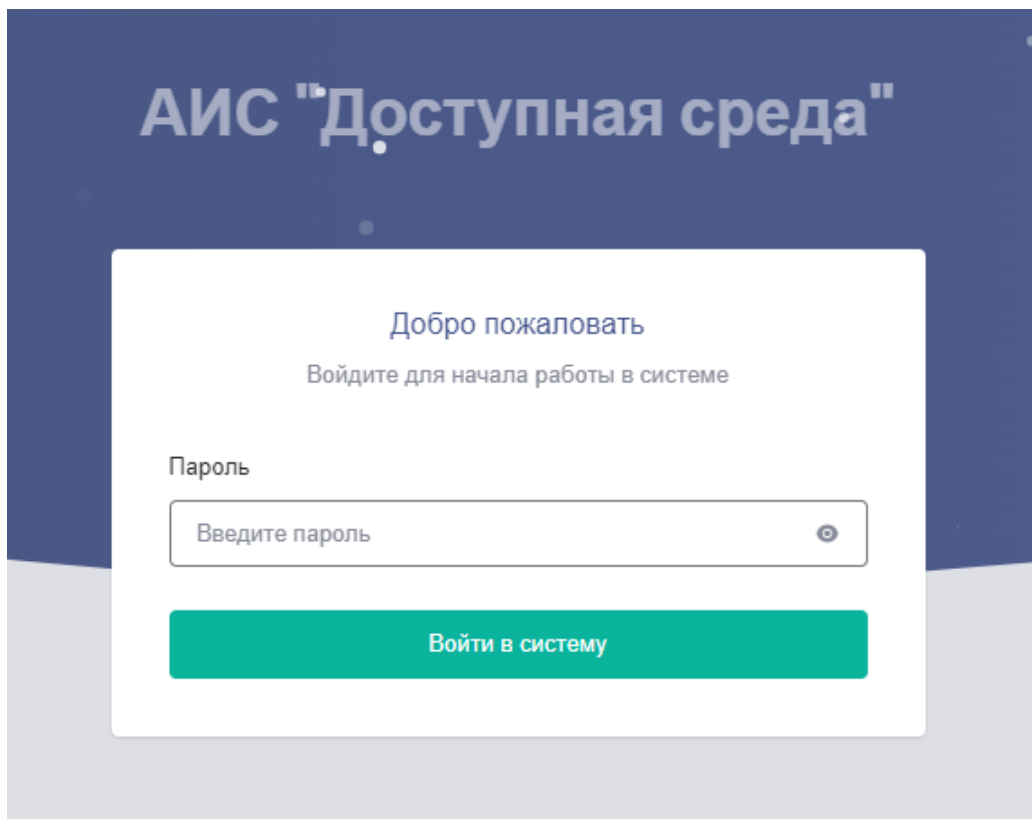 АИС "Доступная среда"
Добро пожаловать
Войдите для начала работы в системе
Пароль
Введите пароль
Войти в систему